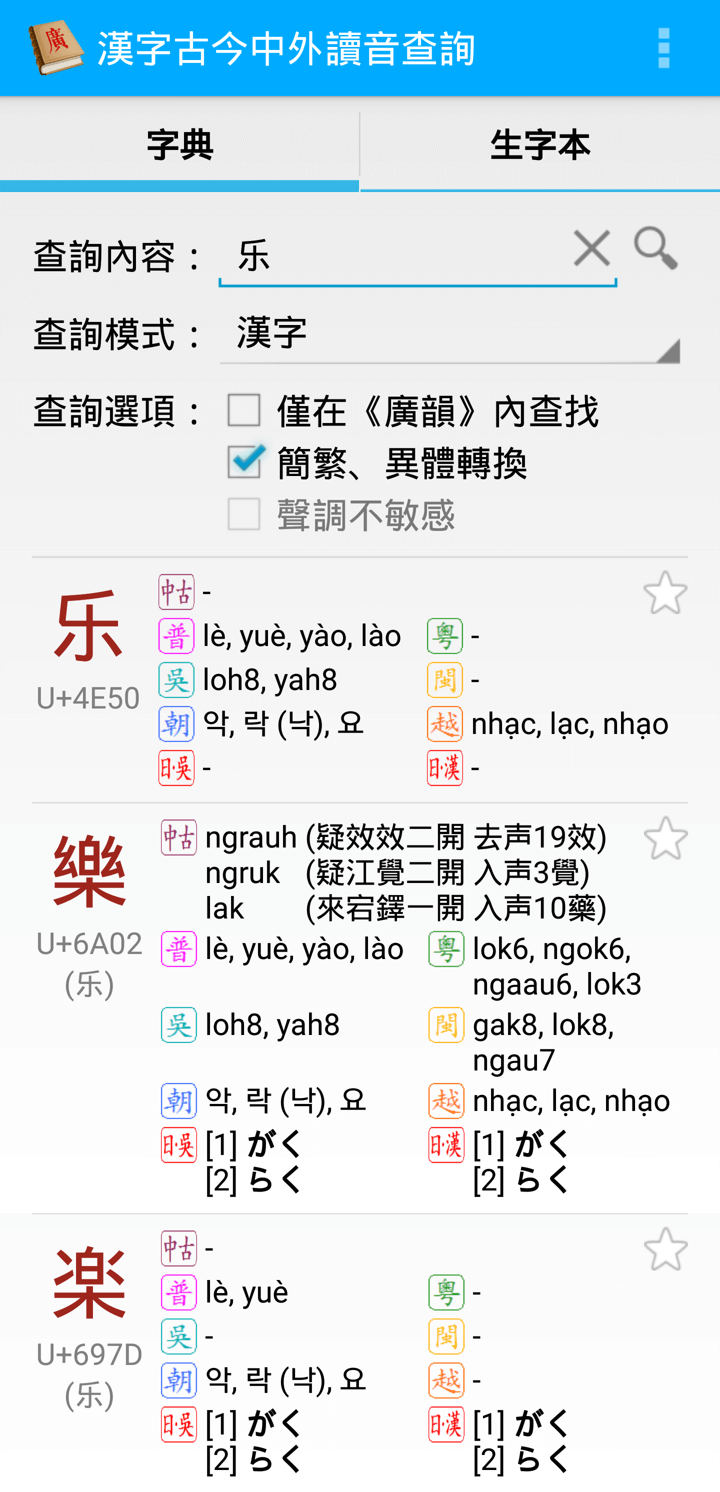 廣
漢字古今中外讀音查詢
字典
生字本
查詢內容：
乐
查詢模式：
漢字
查詢選項：
僅在《廣韻》內查找
簡繁、異體轉換
聲調不敏感
乐
U+4E50
中古 -
普 lè, yuè, yào, lào
粵 -
吳 loh8, yah8
閩 -
朝 악, 락 (낙), 요
越 nhạc, lạc, nhạo
日·吳 -
日·漢 -
樂
U+6A02
(乐)
中古 ngrauh (疑效效二開 去声19效)
ngruk (疑江覺二開 入声3覺)
lak (來宕鐸一開 入声10藥)
普 lè, yuè, yào, lào
粵 lok6, ngok6,
ngaau6, lok3
吳 loh8, yah8
閩 gak8, lok8,
ngau7
朝 악, 락 (낙), 요
越 nhạc, lạc, nhạo
日·吳 [1] がく
[2] らく
日·漢 [1] がく
[2] らく
楽
U+697D
(乐)
中古 -
普 lè, yuè
粵 -
吳 -
閩 -
朝 악, 락 (낙), 요
越 -
日·吳 [1] がく
[2] らく
日·漢 [1] がく
[2] らく